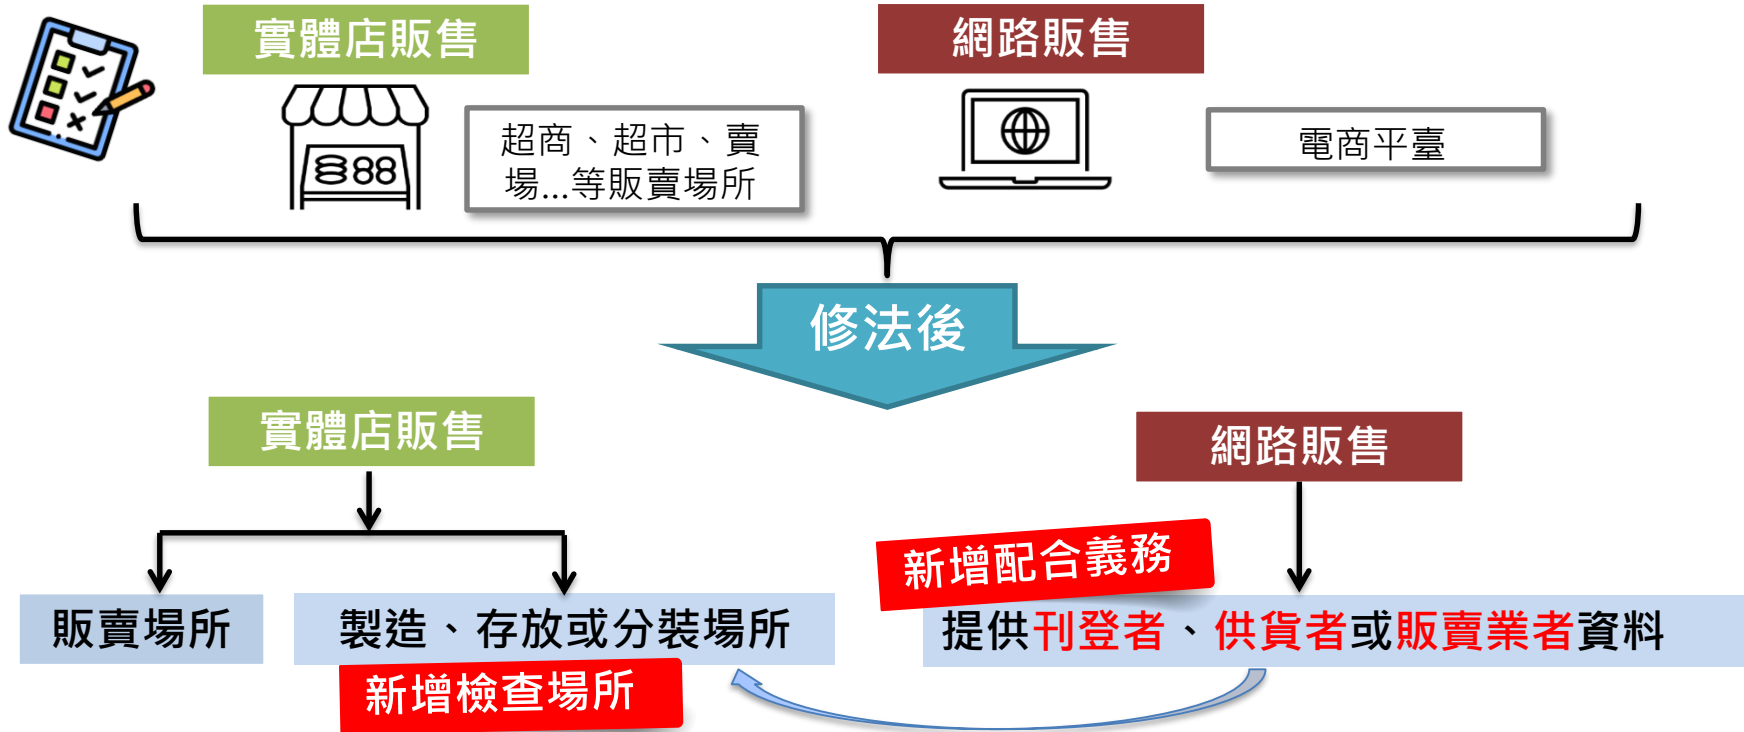 實體店販售
網路販售
超商、超市、賣
場...等販賣場所
電商平臺
88
修法後
實體店販售
網路販售
新增配合義務
販賣場所
製造、存放或分裝場所
提供刊登者、供貨者或販賣業者資料
新增檢查場所